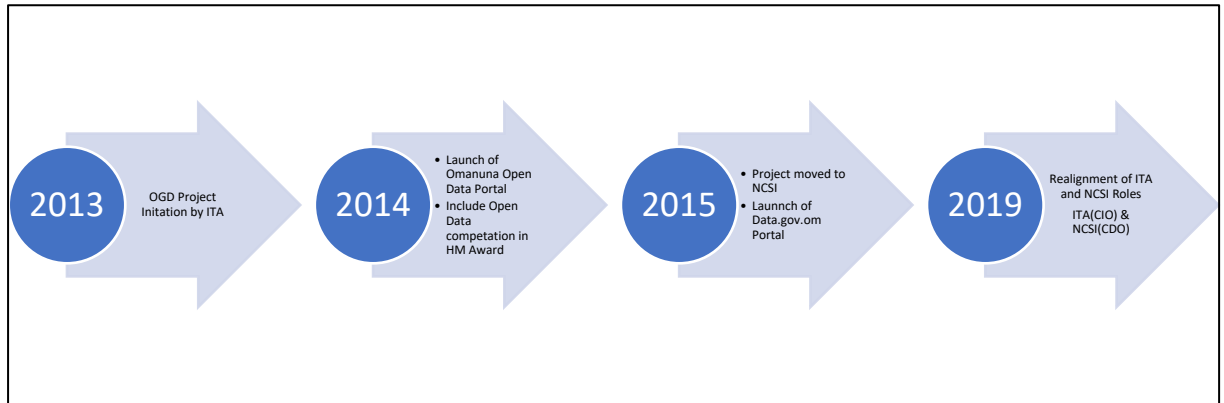 2013
OGD Project
Initation by ITA
2014
• Launch of
Omanuna Open
Data Portal
• Include Open
Data
competation in
HM Award
2015
• Project moved to
NCSI
• Launnch of
Data.gov.om
Portal
2019
Realignment of ITA
and NCSI Roles
ITA(CIO) &
NCSI(CDO)